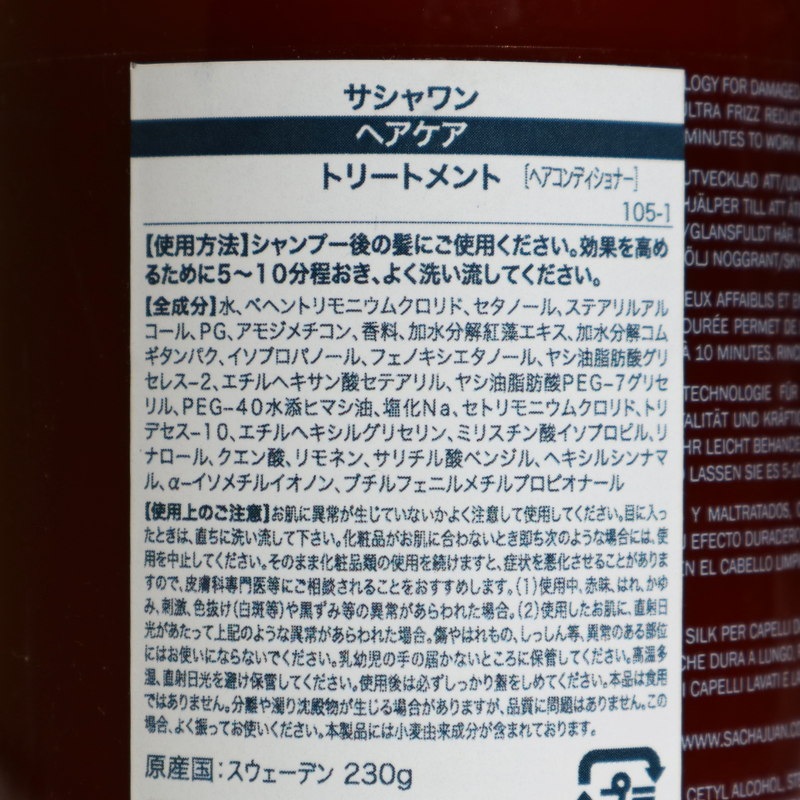 サシャワン
ヘアケア
トリートメント [ヘアコンディショナー]
105-1
【使用方法】シャンプー後の髪にご使用ください。効果を高め
るために5～10分程おき、よく洗い流してください。
【全成分】水、ベヘントリモニウムクロリド、セタノール、ステアリルアル
コール、PG、アモジメチコン、香料、加水分解紅藻エキス、加水分解コム
ギタンパク、イソプロパノール、フェノキシエタノール、ヤシ油脂肪酸グリ
セレス-2、エチルヘキサン酸セテアリル、ヤシ油脂肪酸PEG-7グリセ
リル、PEG-40水添ヒマシ油、塩化Na、セトリモニウムクロリド、トリ
デセス-10、エチルヘキシルグリセリン、ミリスチン酸イソプロピル、リ
ナロール、クエン酸、リモネン、サリチル酸ベンジル、ヘキシルシンナマ
ル、α-イソメチルイオノン、ブチルフェニルメチルプロピオナール
【使用上のご注意】お肌に異常が生じていないかよく注意して使用してください。目に入っ
たときは、直ちに洗い流して下さい。化粧品がお肌に合わないとき即ち次のような場合には、使
用を中止してください。そのまま化粧品類の使用を続けますと、症状を悪化させることがありま
すので、皮膚科専門医等にご相談されることをおすすめします。(1)使用中、赤味、はれ、かゆ
み、刺激、色抜け(白斑等)や黒ずみ等の異常があらわれた場合。(2)使用したお肌に、直射日
光があたって上記のような異常があらわれた場合。傷やはれもの、しっしん等、異常のある部位
にはお使いにならないでください。乳幼児の手の届かないところに保管してください。高温多
湿、直射日光を避け保管してください。使用後は必ずしっかり蓋をしめてください。本品は食用
ではありません。分離や濁り沈殿物が生じる場合がありますが、品質に問題はありません。この
場合、よく振ってお使いください。本製品には小麦由来成分が含まれております。
原産国：スウェーデン 230g
LOGY FOR DAMAGED
ULTRA FRIZZ REDUCT
MINUTES TO WORK
UTVECKLAD ATT
HJÄLPER TILL ATT
/GLANSFULLDT HÅR.
ÖLJ NOGGRANT/SKY
EUX AFFAIBLIS ET
DURÉE PERMET DE
À 10 MINUTES. RINC
TECHNOLOGIE FÜR
ALITÄT UND KRÄFTI
HR LEICHT BEHANDE
LASSEN SIE ES 5-10
Y MALTRATADOS.
U EFECTO DURADERO
EN EL CABELLO LIMPI
SILK PER CAPELLI
CHE DURA A LUNGO.
I CAPELLI LAVATI E
WWW.SACHAJUAN.CO
CETYL ALCOHOL, ST